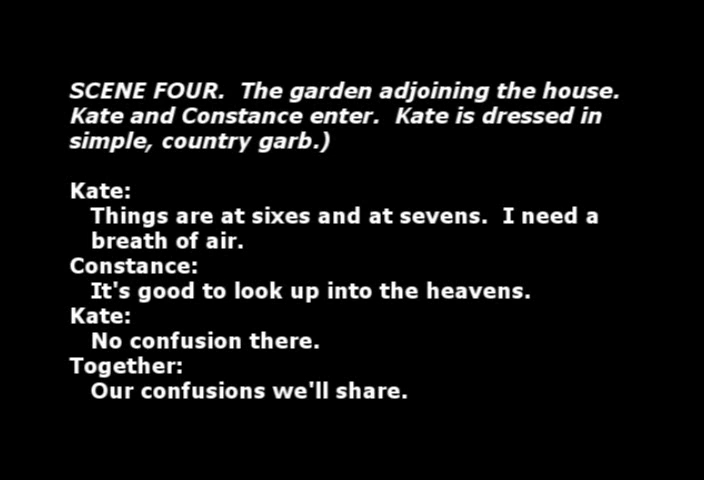 SCENE FOUR.  The garden adjoining the house.
Kate and Constance enter.  Kate is dressed in
simple, country garb.)
Kate:
Things are at sixes and at sevens.  I need a
breath of air.
Constance:
It's good to look up into the heavens.
Kate:
No confusion there.
Together:
Our confusions we'll share.